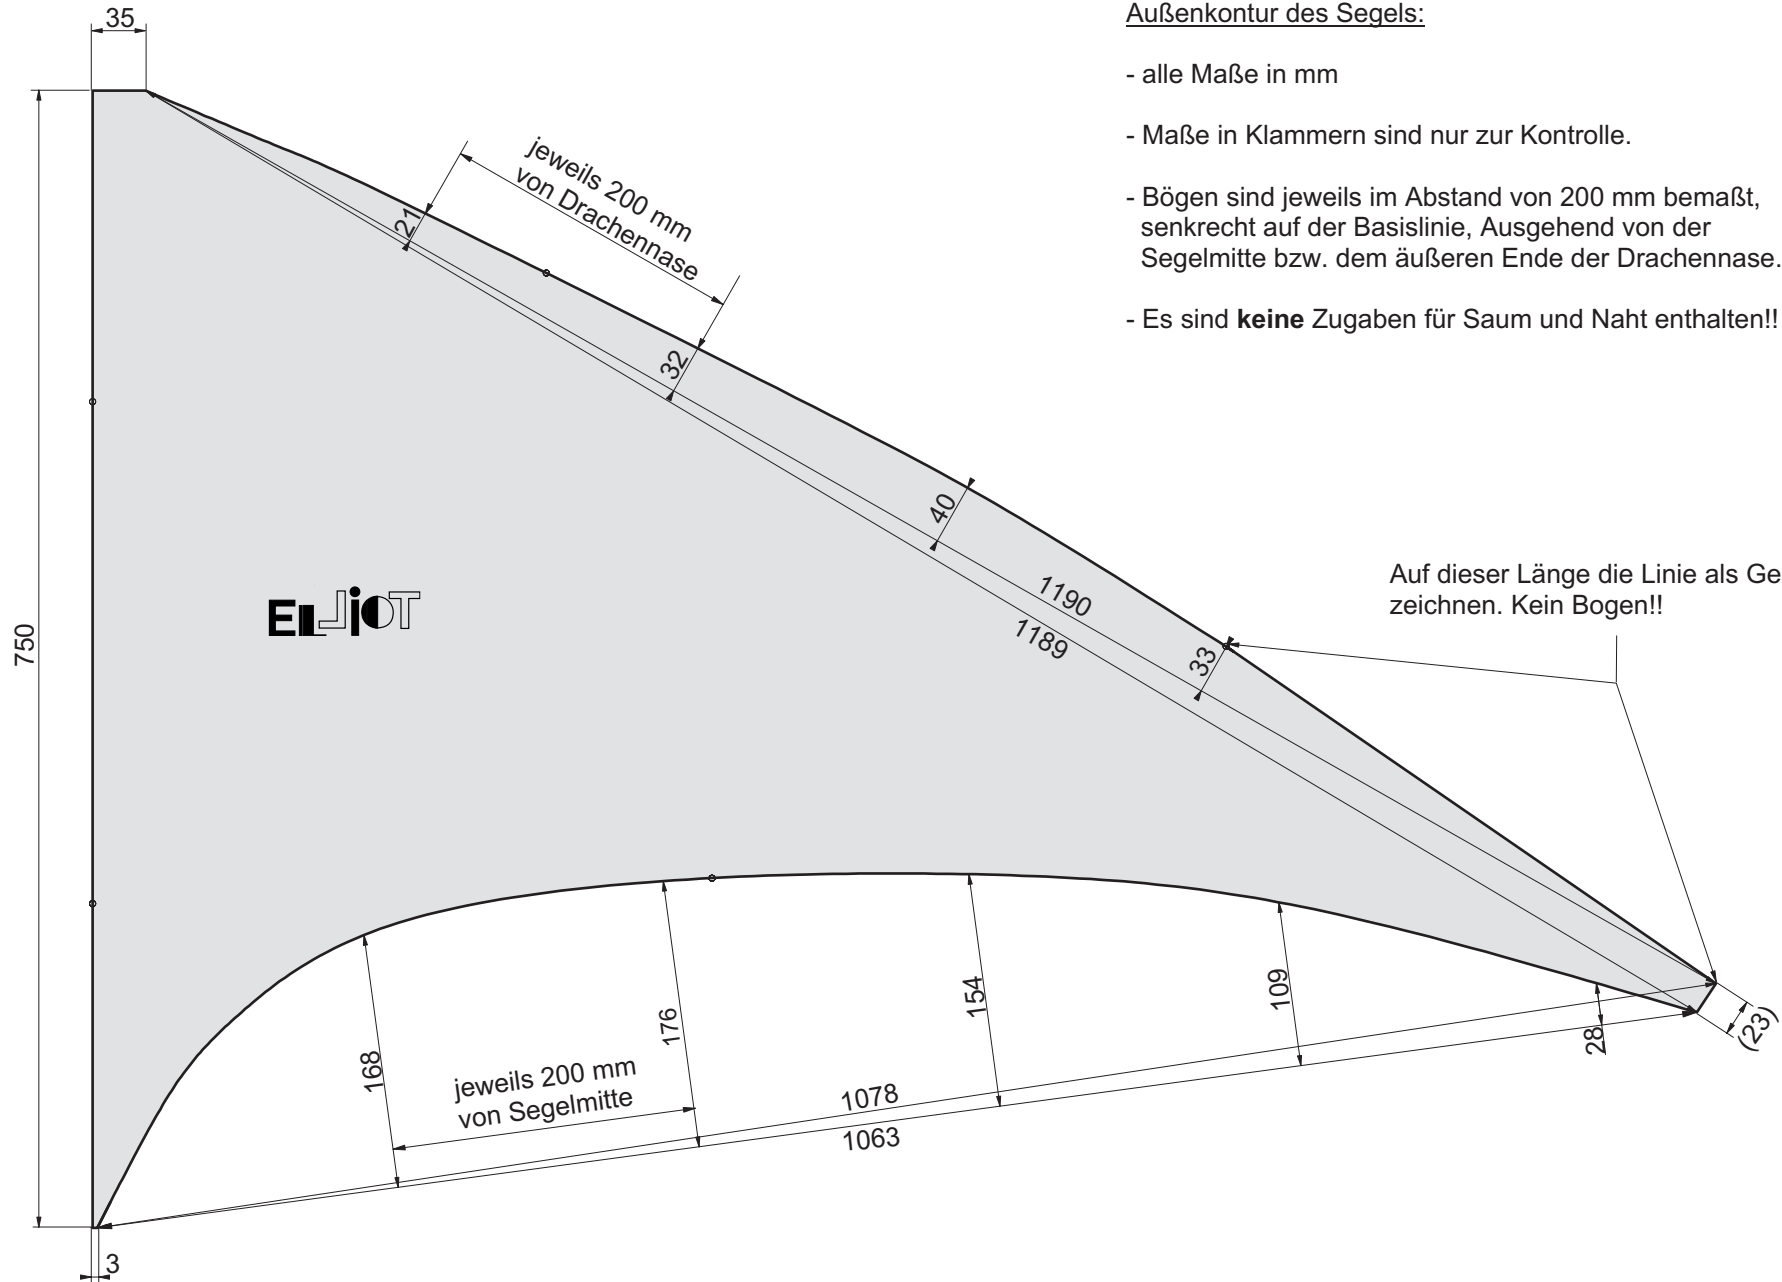 35
Außenkontur des Segels:
- alle Maße in mm
- Maße in Klammern sind nur zur Kontrolle.
- Bögen sind jeweils im Abstand von 200 mm bemaßt,
senkrecht auf der Basislinie, Ausgehend von der
Segelmitte bzw. dem äußeren Ende der Drachennase.
- Es sind keine Zugaben für Saum und Naht enthalten!!
jeweils 200 mm
von Drachennase
21
32
40
1190
1189
33
Auf dieser Länge die Linie als Ge
zeichnen. Kein Bogen!!
ELLiOT
750
168
176
154
109
28
(23)
jeweils 200 mm
von Segelmitte
1078
1063
3